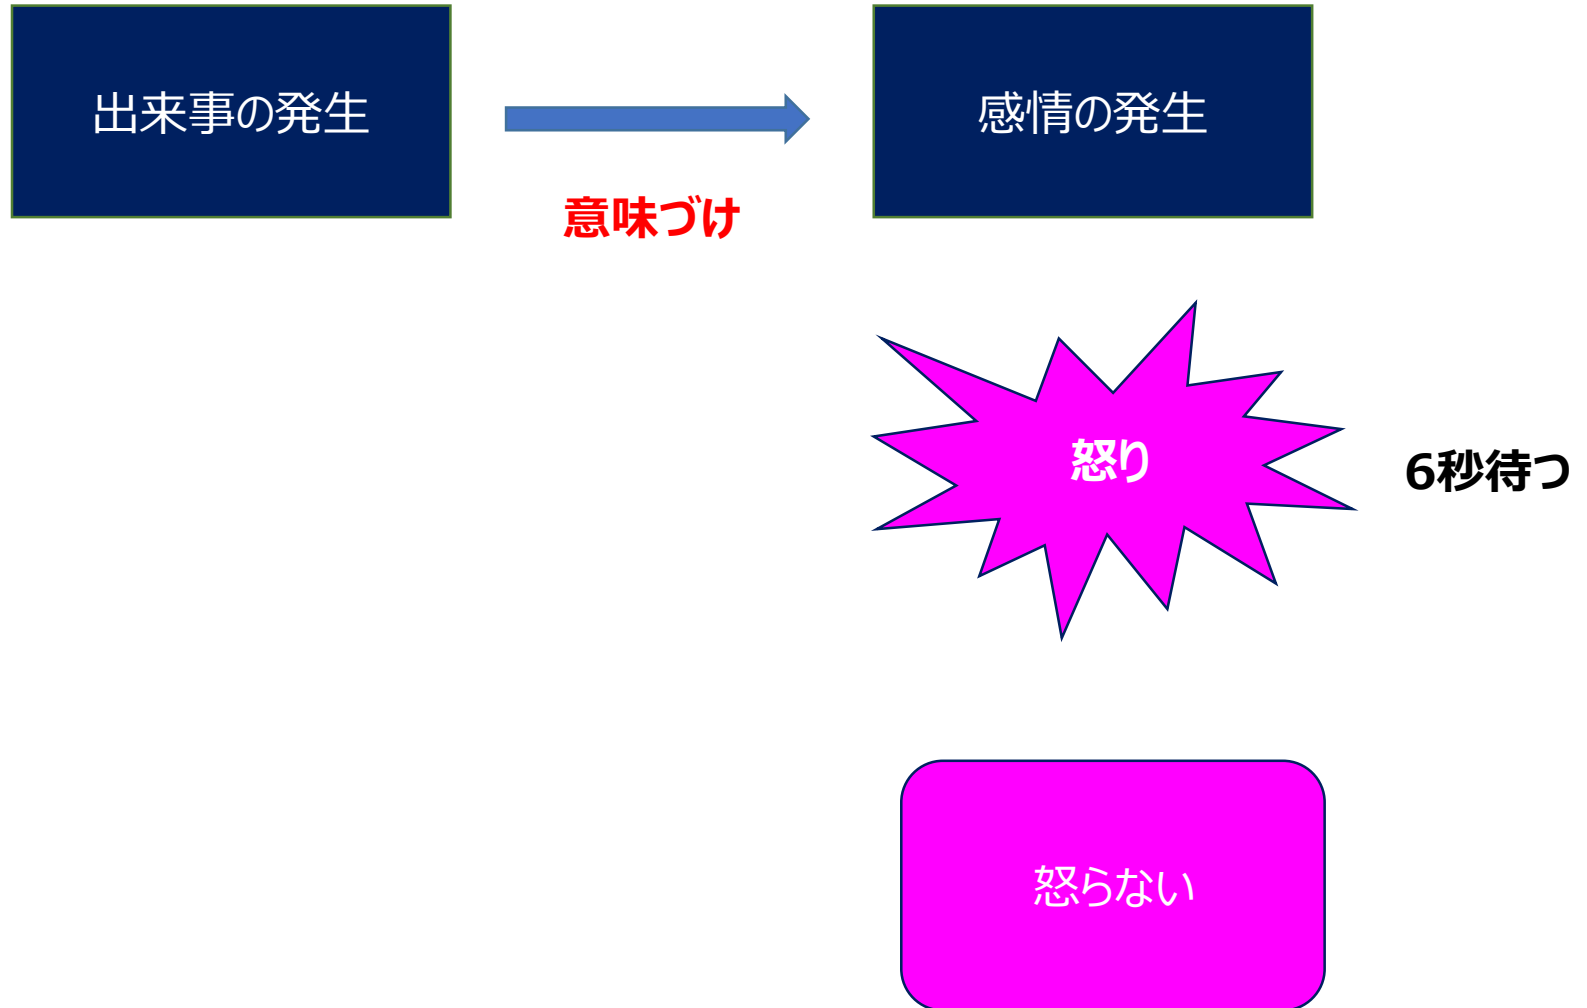 出来事の発生
感情の発生
意味づけ
怒り
6秒待つ
怒らない